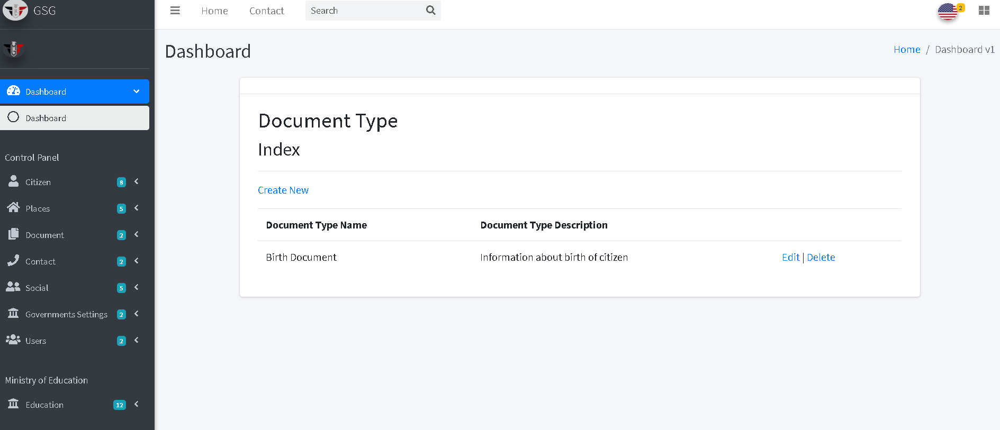 GSG
Home
Contact
Search
2
Dashboard
Home / Dashboard v1
Dashboard
Dashboard
Control Panel
Citizen 8
Places 5
Document 2
Contact 2
Social 5
Governments Settings 2
Users 2
Ministry of Education
Education 12
Document Type
Index
Create New
Document Type Name Document Type Description
Birth Document Information about birth of citizen Edit | Delete